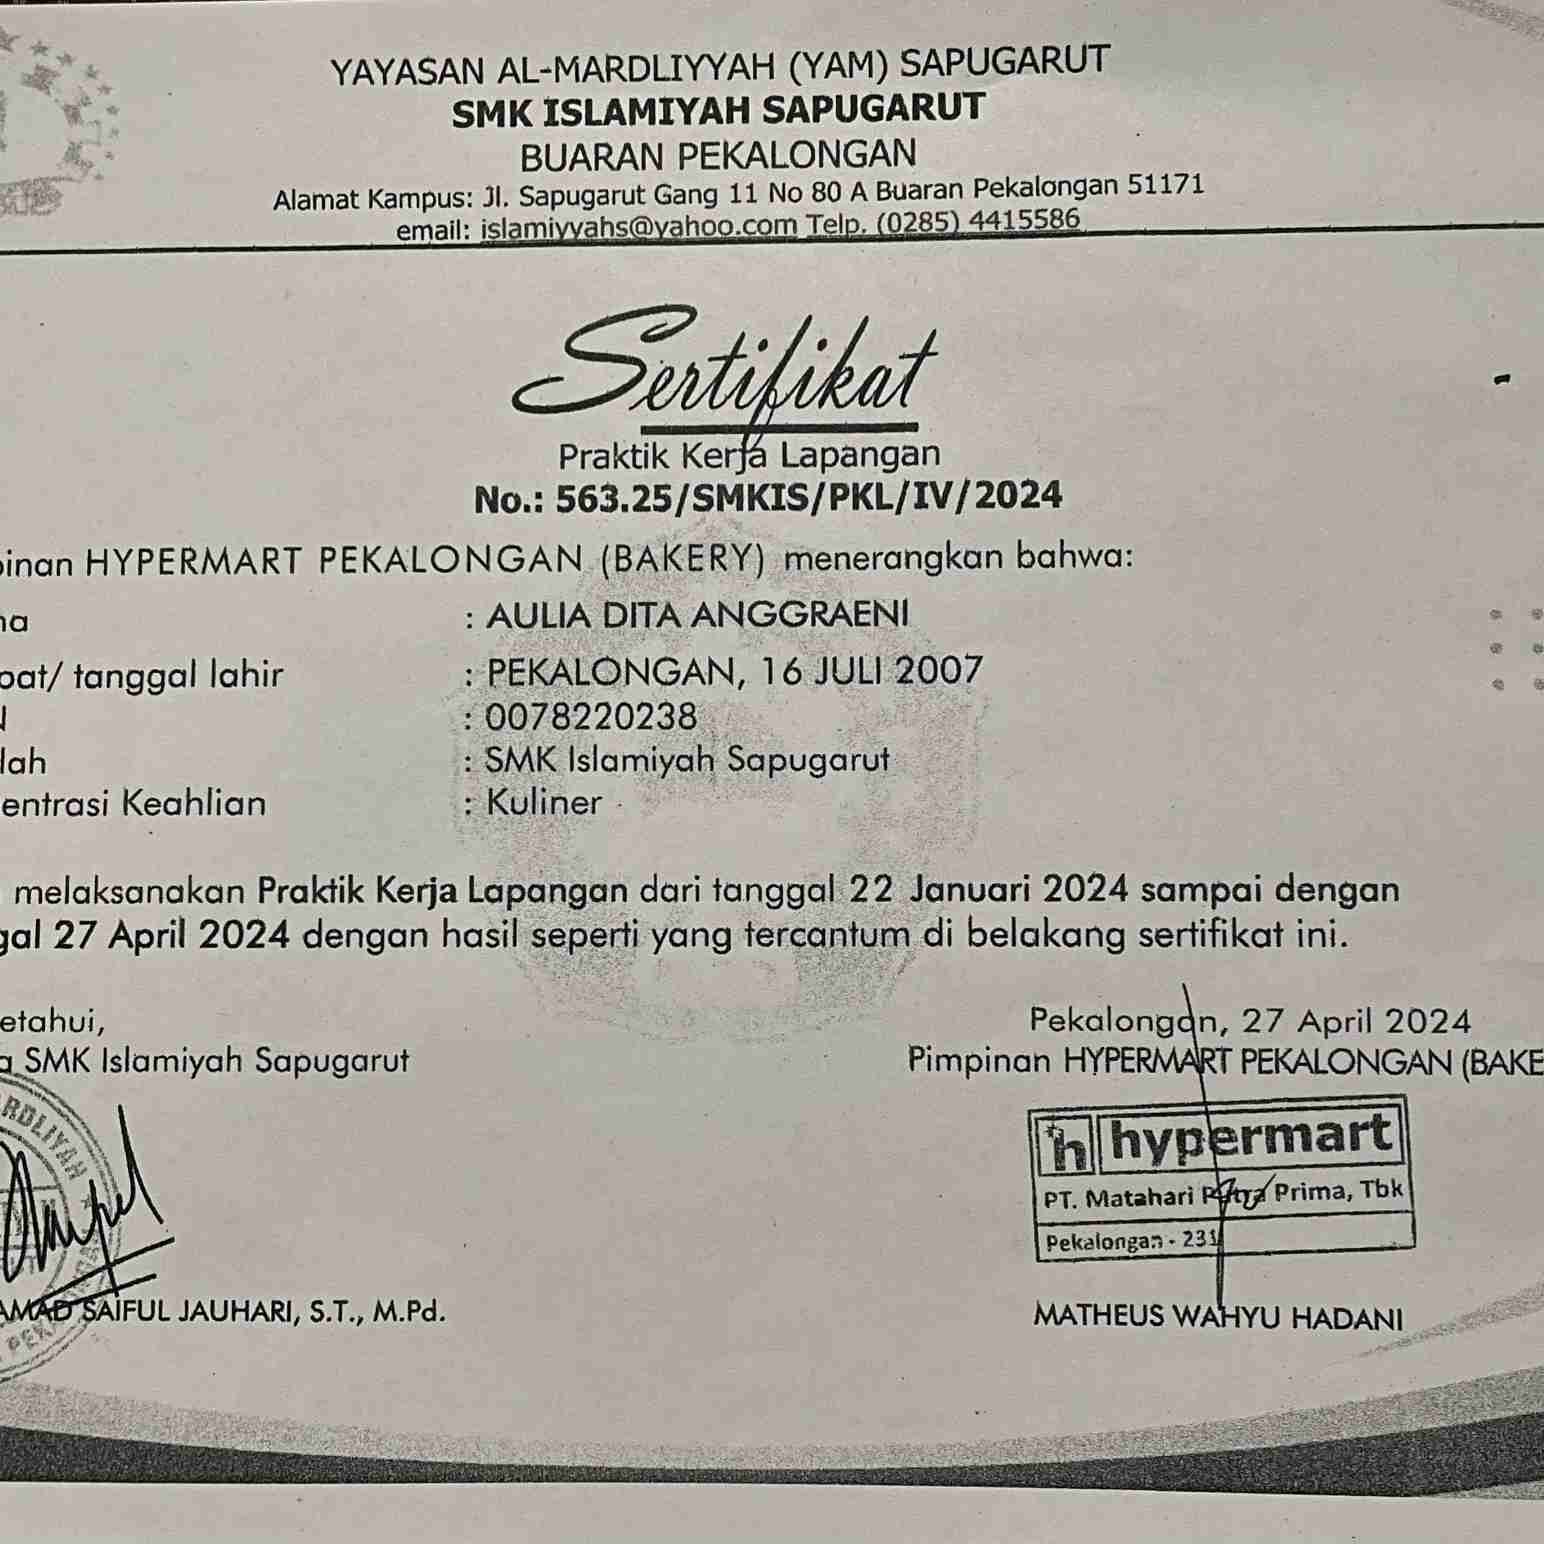 YAYASAN AL-MARDLIYYAH (YAM) SAPUGARUT
SMK ISLAMIYAH SAPUGARUT
BUARAN PEKALONGAN
Alamat Kampus: Jl. Sapugarut Gang 11 No 80 A Buaran Pekalongan 51171
email: islamiyyahs@yahoo.com Telp. (0285) 4415586
Sertifikat
Praktik Kerja Lapangan
No.: 563.25/SMKIS/PKL/IV/2024
pinan HYPERMART PEKALONGAN (BAKERY) menerangkan bahwa:
na : AULIA DITA ANGGRAENI
pat/ tanggal lahir : PEKALONGAN, 16 JULI 2007
: 0078220238
lah : SMK Islamiyah Sapugarut
entrasi Keahlian : Kuliner
melaksanakan Praktik Kerja Lapangan dari tanggal 22 Januari 2024 sampai dengan
gal 27 April 2024 dengan hasil seperti yang tercantum di belakang sertifikat ini.
etahui,
a SMK Islamiyah Sapugarut
ARDLIYAH
AMAD SAIFUL JAUHARI, S.T., M.Pd.
Pekalongan, 27 April 2024
Pimpinan HYPERMART PEKALONGAN (BAKE
h hypermart
PT. Matahari Putra Prima, Tbk
Pekalongan - 231
MATHEUS WAHYU HADANI